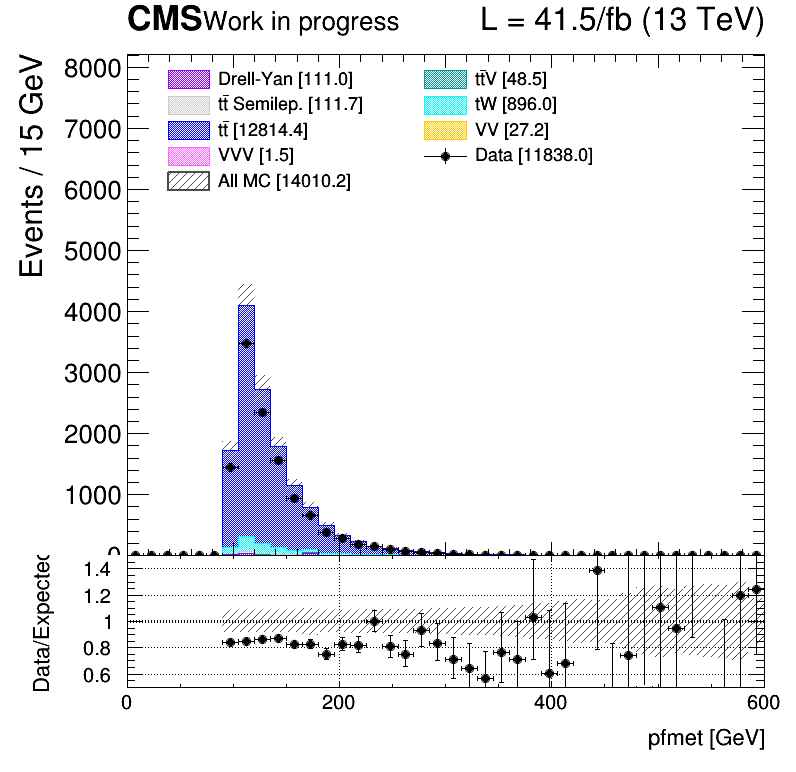 CMS Work in progress L = 41.5/fb (13 TeV)
Events / 15 GeV
8000
7000
6000
5000
4000
3000
2000
1000
0
Drell-Yan [111.0]
tt̄ Semilep. [111.7]
tt̄ [12814.4]
VVV [1.5]
All MC [14010.2]
tt̄V [48.5]
tW [896.0]
VV [27.2]
Data [11838.0]
Data/Expected
1.4
1.2
1
0.8
0.6
0 200 400 600
pfmet [GeV]